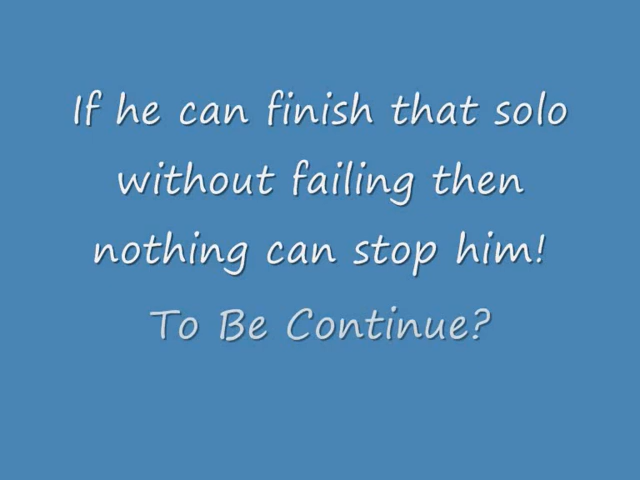 If he can finish that solo
without failing then
nothing can stop him!
To Be Continue?